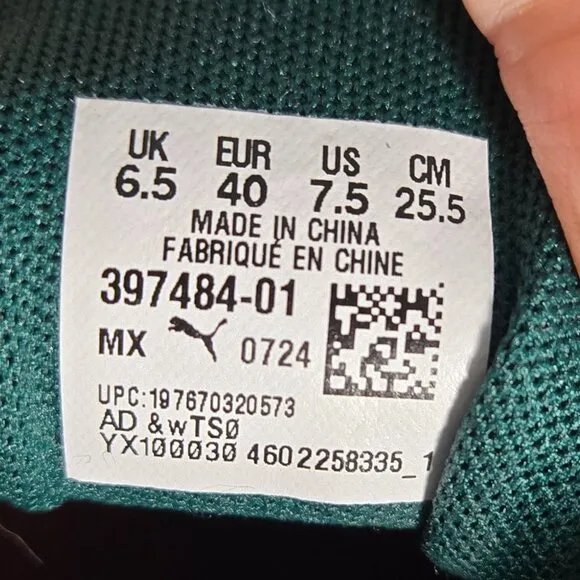 UK EUR US CM
6.5 40 7.5 25.5
MADE IN CHINA
FABRIQUÉ EN CHINE
397484-01
MX 0724
UPC:197670320573
AD &wTSØ
YX100030 4602258335_1